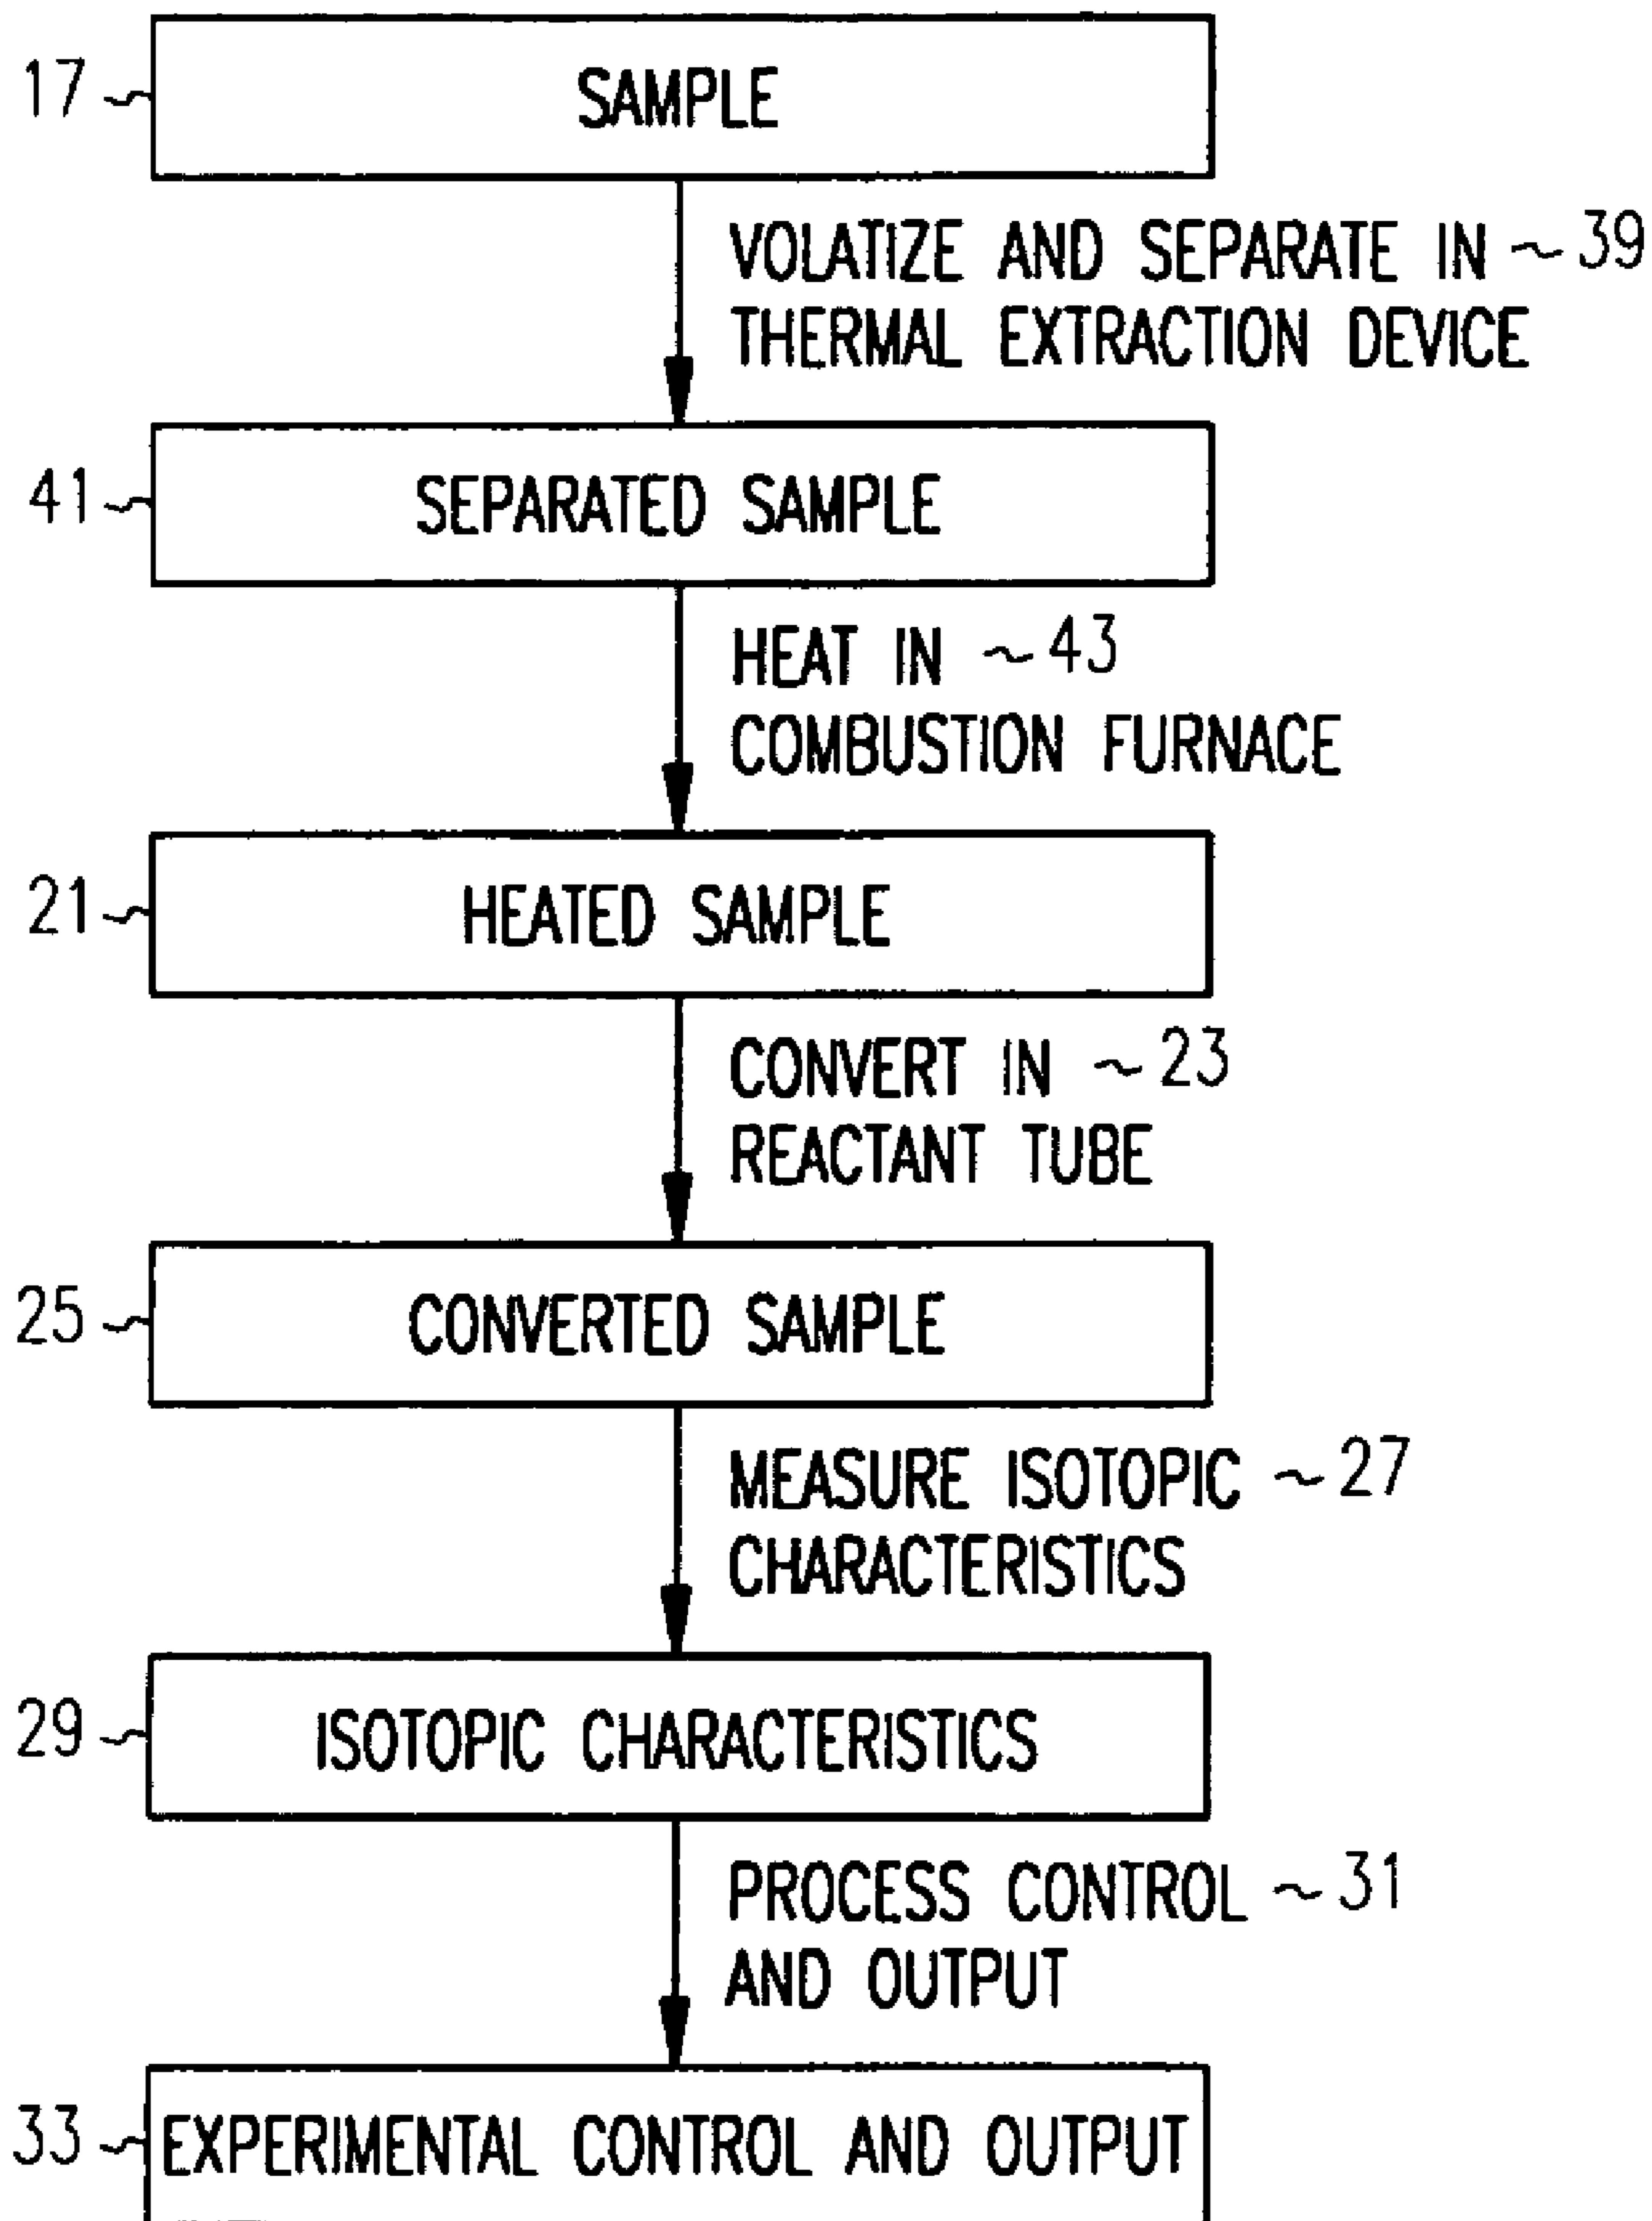 17 SAMPLE
VOLATIZE AND SEPARATE IN ~39
THERMAL EXTRACTION DEVICE
41 SEPARATED SAMPLE
HEAT IN ~43
COMBUSTION FURNACE
21 HEATED SAMPLE
CONVERT IN ~23
REACTANT TUBE
25 CONVERTED SAMPLE
MEASURE ISOTOPIC ~27
CHARACTERISTICS
29 ISOTOPIC CHARACTERISTICS
PROCESS CONTROL ~31
AND OUTPUT
33 EXPERIMENTAL CONTROL AND OUTPUT